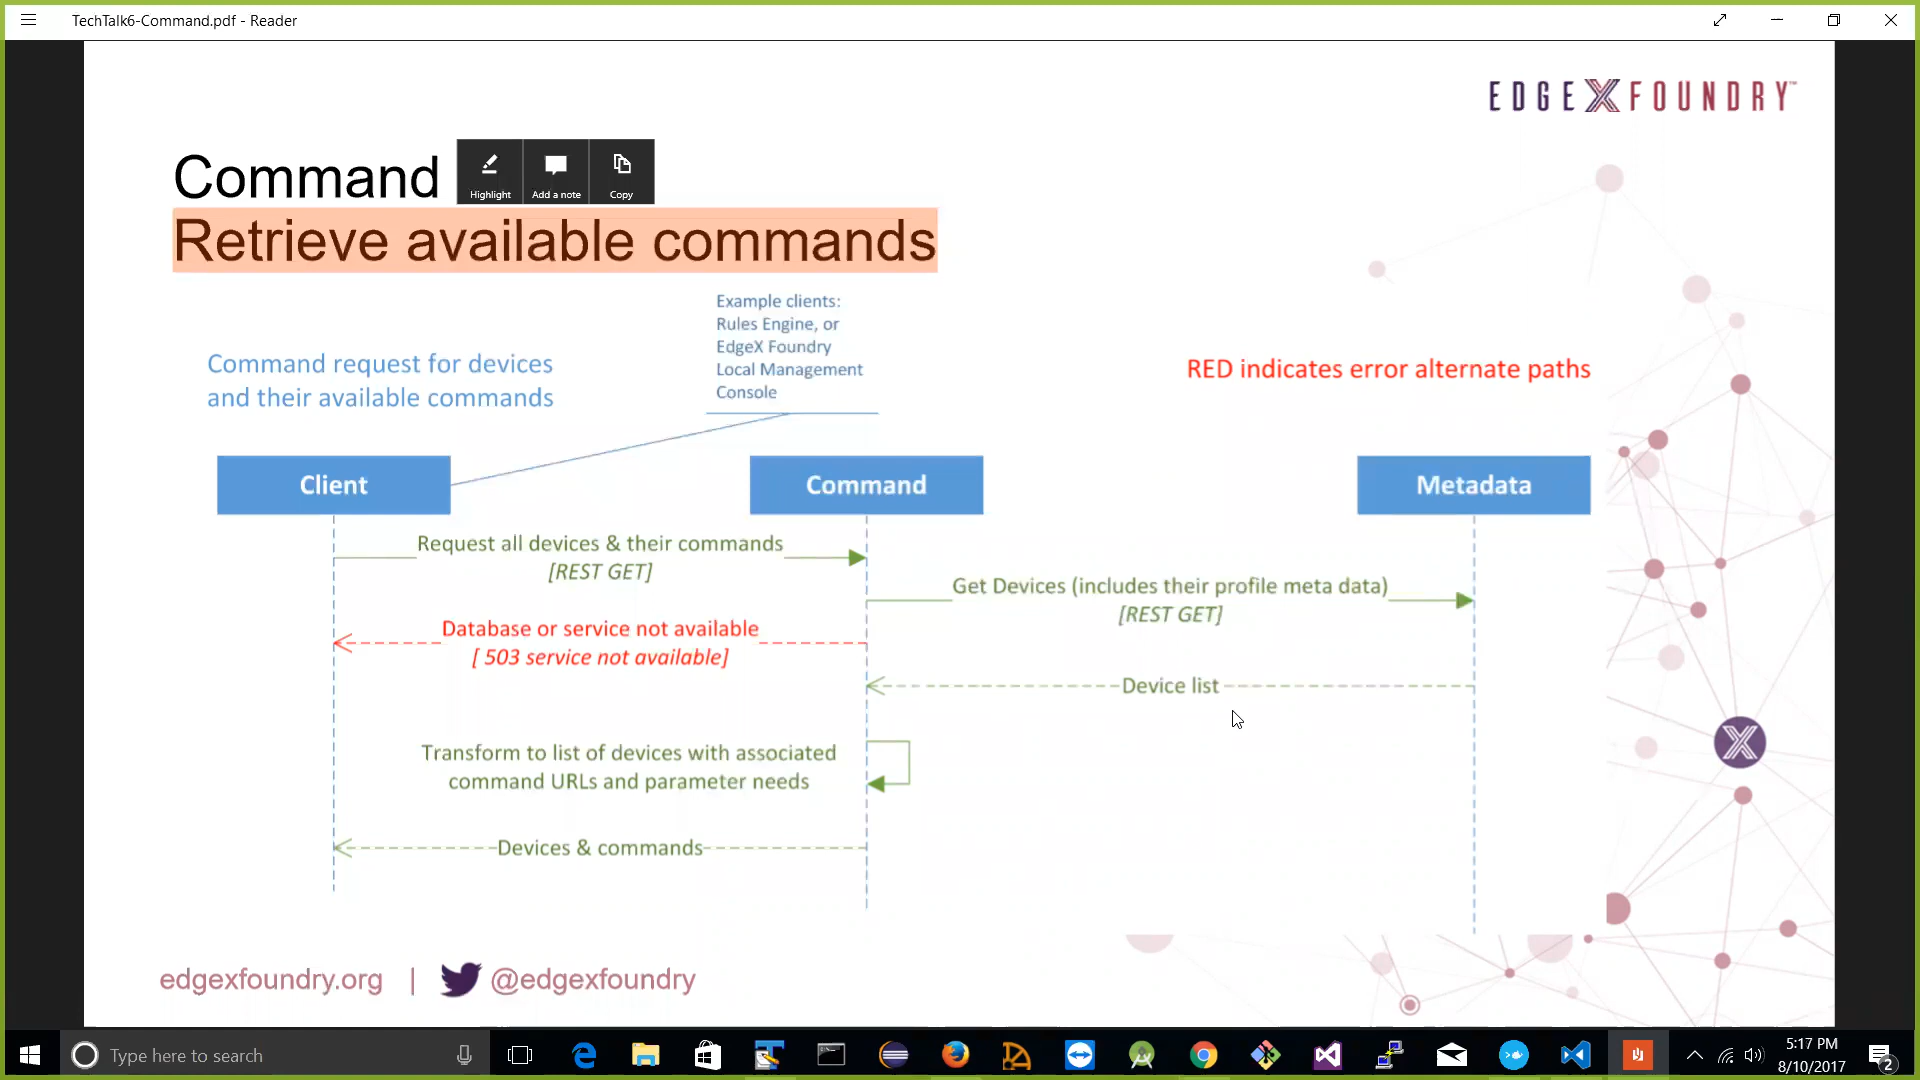 TechTalk6-Command.pdf - Reader
EDGE X FOUNDRY™
Command
Highlight
Add a note
Copy
Retrieve available commands
Example clients:
Rules Engine, or
EdgeX Foundry
Local Management
Console
Command request for devices
and their available commands
RED indicates error alternate paths
Client
Command
Metadata
Request all devices & their commands
[REST GET]
Get Devices (includes their profile meta data)
[REST GET]
Database or service not available
[ 503 service not available]
Device list
Transform to list of devices with associated
command URLs and parameter needs
Devices & commands
edgexfoundry.org | @edgexfoundry
Type here to search
5:17 PM
8/10/2017
2